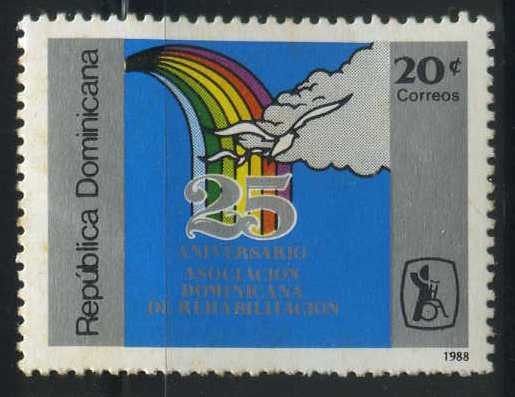 República Dominicana
20¢
Correos
25
ANIVERSARIO
ASOCIACION
DOMINICANA
DE REHABILITACION
1988